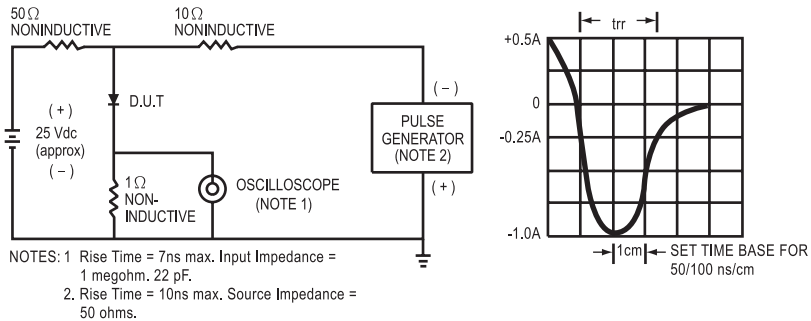 50Ω
NONINDUCTIVE
10Ω
NONINDUCTIVE
D.U.T
(+)
25 Vdc
(approx)
(−)
1Ω
NON-
INDUCTIVE
OSCILLOSCOPE
(NOTE 1)
(−)
PULSE
GENERATOR
(NOTE 2)
(+)
NOTES: 1 Rise Time = 7ns max. Input Impedance =
1 megohm. 22 pF.
2. Rise Time = 10ns max. Source Impedance =
50 ohms.
trr
+0.5A
0
-0.25A
-1.0A
1cm
SET TIME BASE FOR
50/100 ns/cm